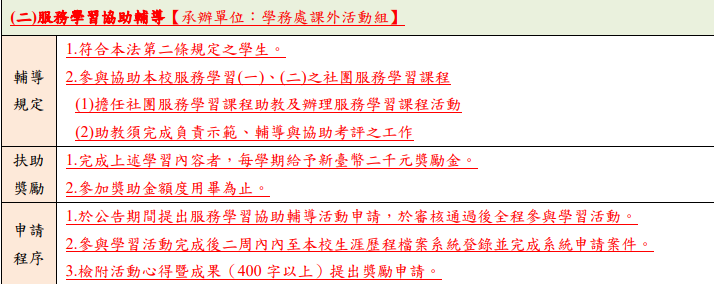 (二)服務學習協助輔導【承辦單位：學務處課外活動組】
輔導
規定
1.符合本法第二條規定之學生。
2.參與協助本校服務學習(一)、(二)之社團服務學習課程
(1)擔任社團服務學習課程助教及辦理服務學習課程活動
(2)助教須完成負責示範、輔導與協助考評之工作
扶助
獎勵
1.完成上述學習內容者，每學期給予新臺幣二千元獎勵金。
2.參加獎助金額度用畢為止。
申請
程序
1.於公告期間提出服務學習協助輔導活動申請，於審核通過後全程參與學習活動。
2.參與學習活動完成後二周內內至本校生涯歷程檔案系統登錄並完成系統申請案件。
3.檢附活動心得暨成果（400 字以上）提出獎勵申請。